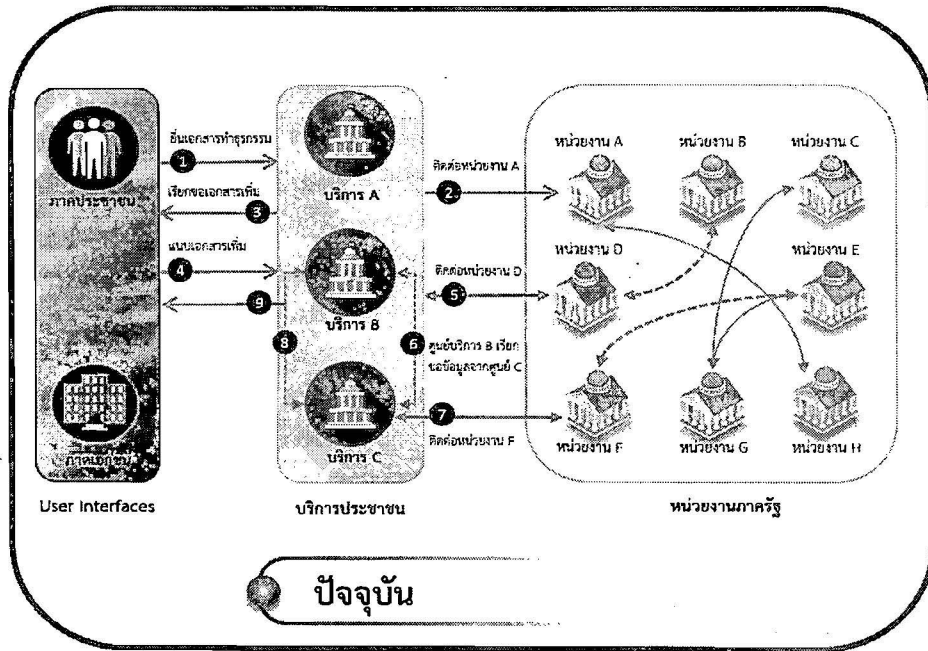 ภาคประชาชน
ภาคเอกชน
User Interfaces
ยื่นเอกสารทำธุรกรรม
1
เรียกขอเอกสารเพิ่ม
3
แนบเอกสารเพิ่ม
4
9
บริการ A
บริการ B
8
6
บริการ C
บริการประชาชน
ติดต่อหน่วยงาน A
2
ติดต่อหน่วยงาน D
5
ศูนย์บริการ B เรียก
ขอข้อมูลจากศูนย์ C
7
ติดต่อหน่วยงาน F
หน่วยงาน A
หน่วยงาน B
หน่วยงาน C
หน่วยงาน D
หน่วยงาน E
หน่วยงาน F
หน่วยงาน G
หน่วยงาน H
หน่วยงานภาครัฐ
ปัจจุบัน